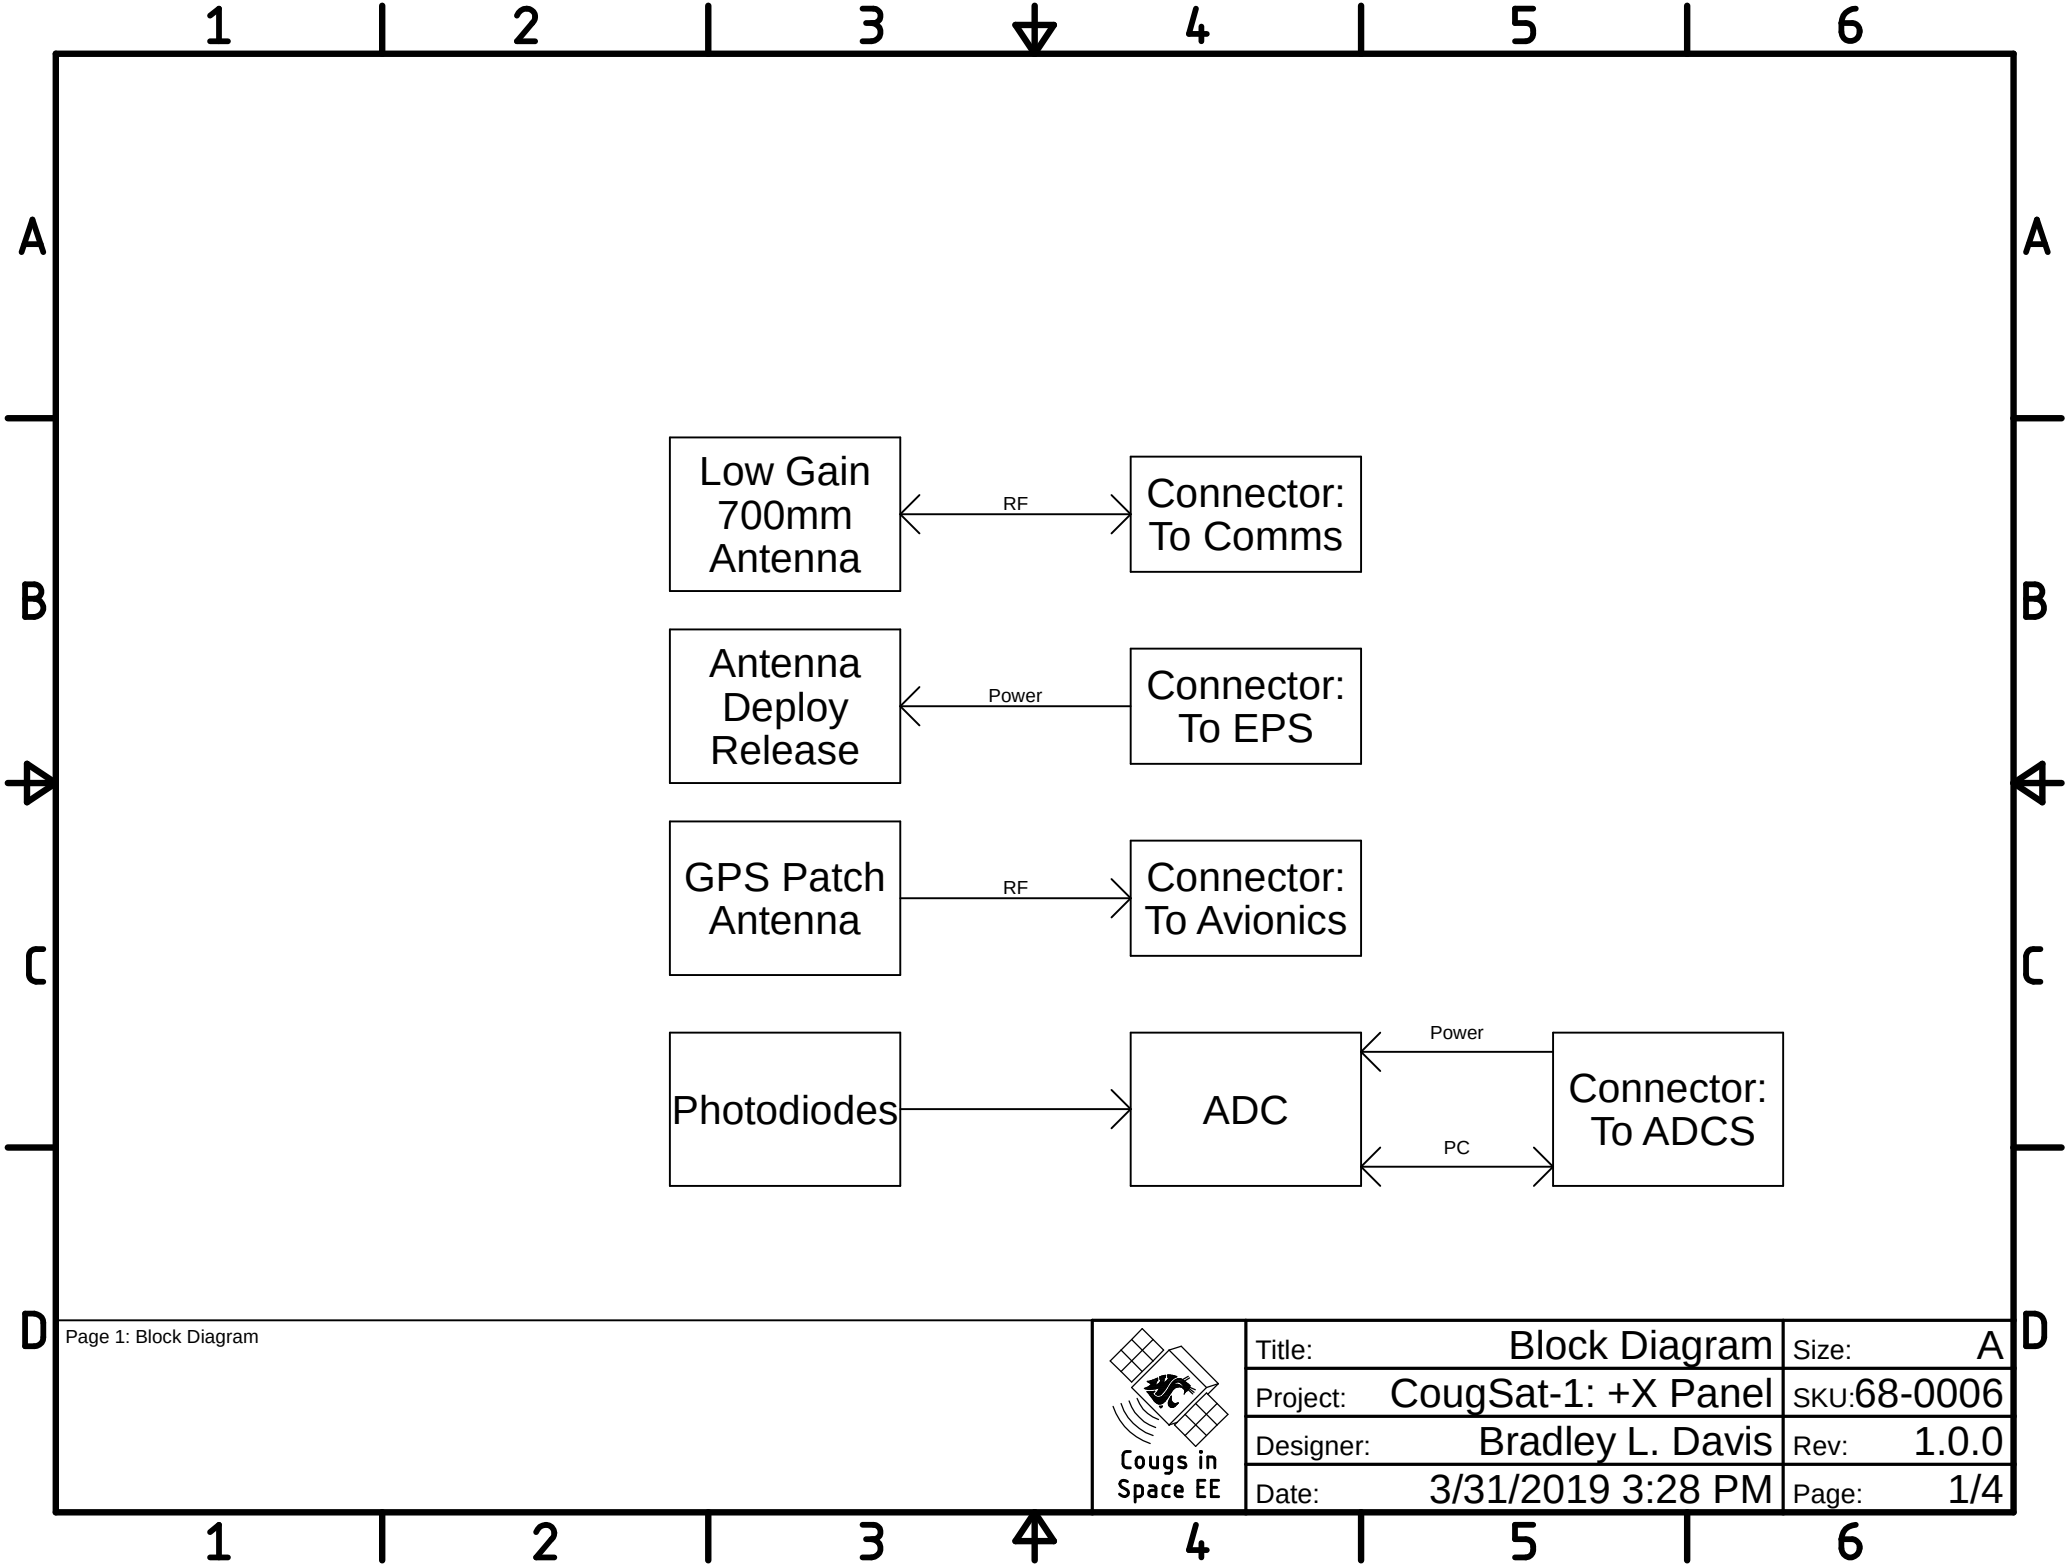 1 2 3 4 5 6
A A
Low Gain
700mm
Antenna
RF
Connector:
To Comms
B B
Antenna
Deploy
Release
Power
Connector:
To EPS
GPS Patch
Antenna
RF
Connector:
To Avionics
C C
Photodiodes
ADC
Power
PC
Connector:
To ADCS
D D
Page 1: Block Diagram
Cougs in
Space EE
Title: Block Diagram Size: A
Project: CougSat-1: +X Panel SKU: 68-0006
Designer: Bradley L. Davis Rev: 1.0.0
Date: 3/31/2019 3:28 PM Page: 1/4
1 2 3 4 5 6